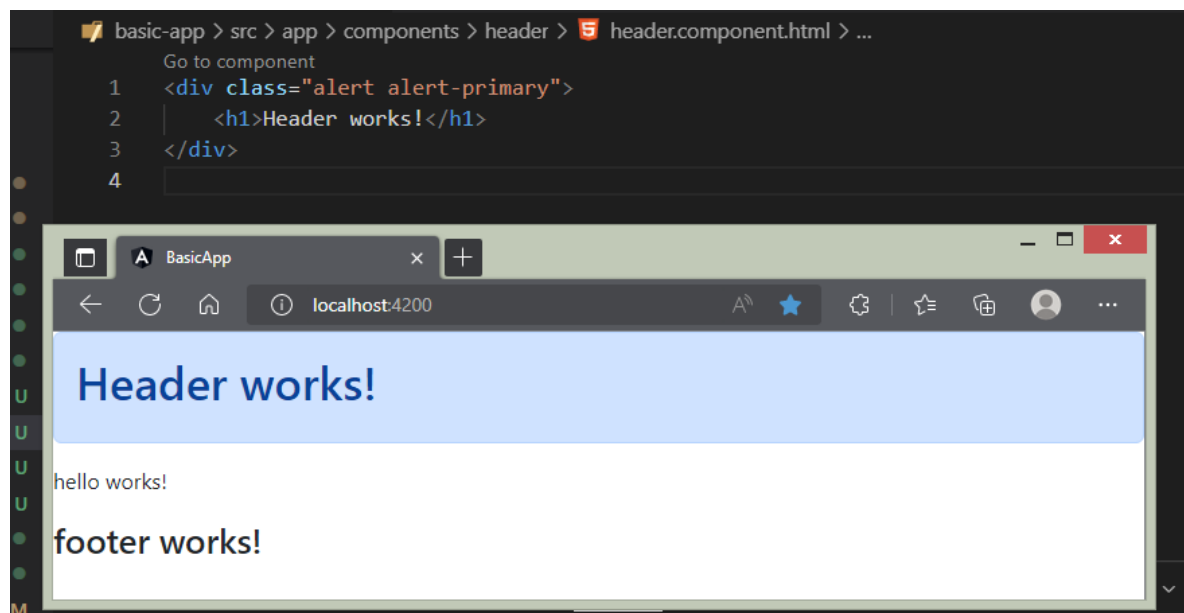 basic-app > src > app > components > header > header.component.html > ...
Go to component
1 <div class="alert alert-primary">
2 <h1>Header works!</h1>
3 </div>
4
BasicApp
localhost:4200
Header works!
hello works!
footer works!
U
U
U
U
M